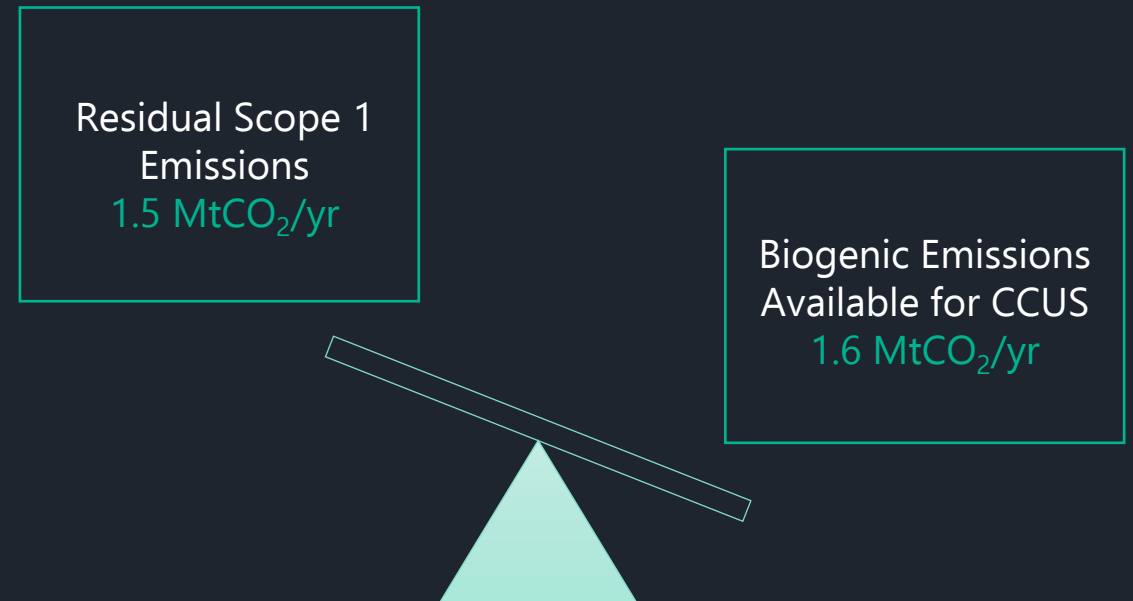 Residual Scope 1
Emissions
1.5 MtCO₂/yr
Biogenic Emissions
Available for CCUS
1.6 MtCO₂/yr